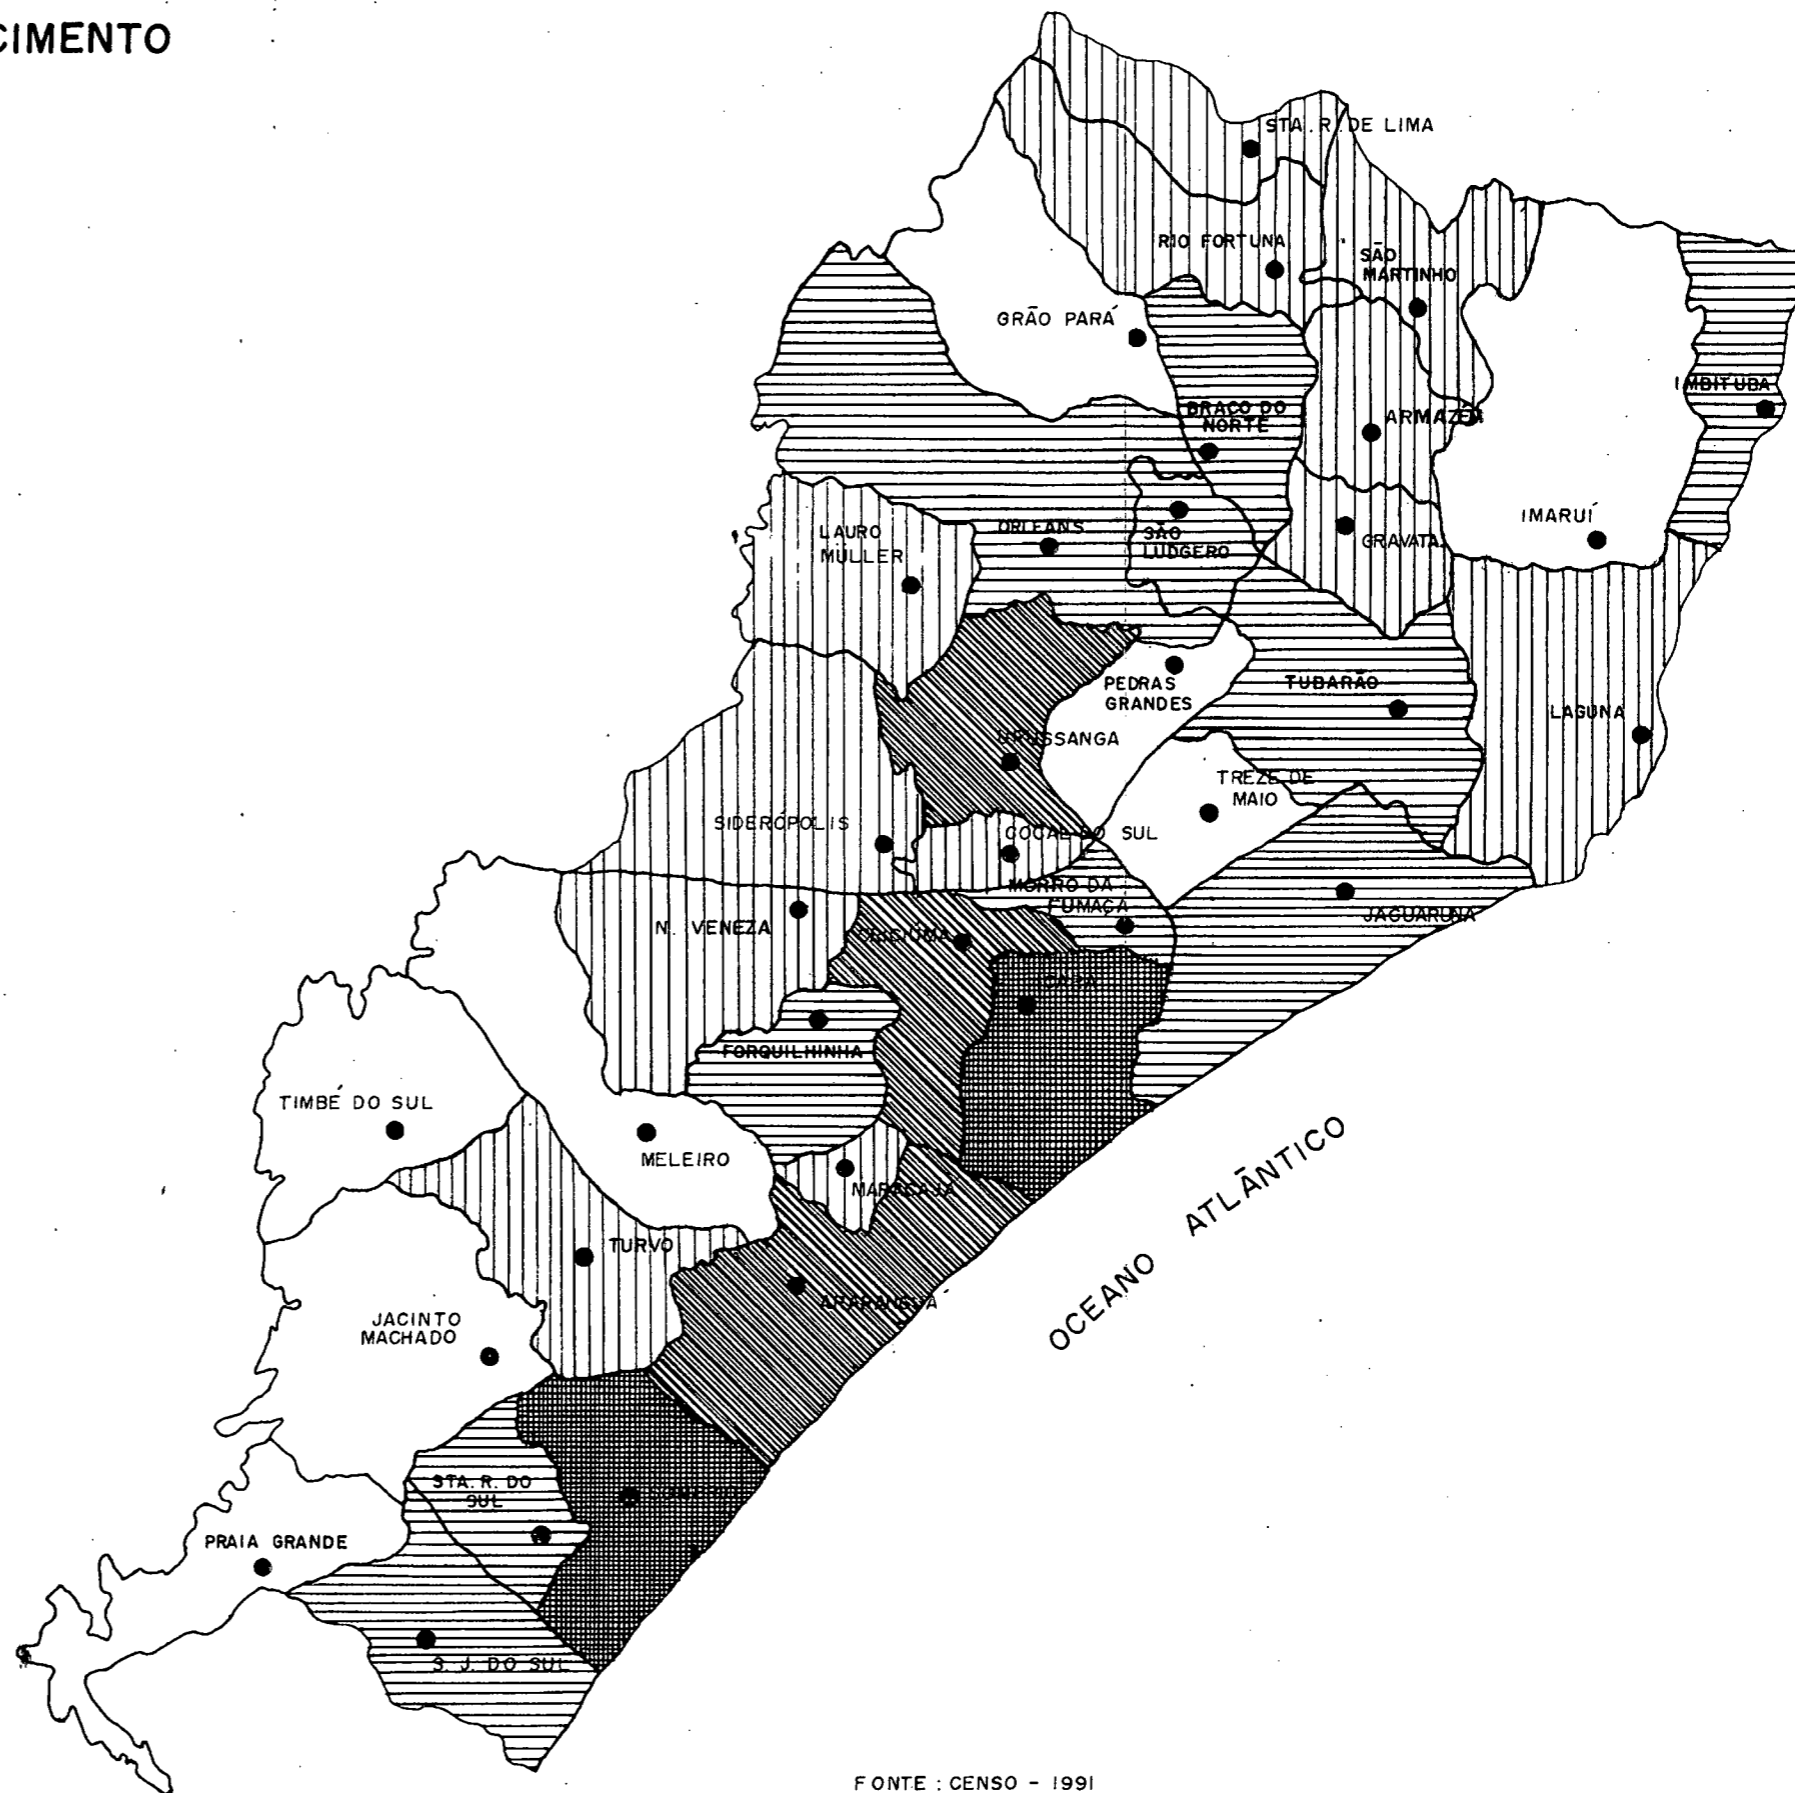 CIMENTO
STA. R. DE LIMA
RIO FORTUNA
SÃO
MARTINHO
GRÃO PARÁ
IMBITUBA
BRAÇO DO
NORTE
ARMAZÉM
IMARUÍ
LAURO
MULLER
ORLEANS
SÃO
LUDGERO
GRAVATAL
PEDRAS
GRANDES
TUBARÃO
LAGUNA
URUSSANGA
TREZE DE
MAIO
SIDERÓPOLIS
COCAL DO SUL
MORRO DA
FUMAÇA
JAGUARUNA
N. VENEZA
CRICIÚMA
IÇARA
FORQUILHINHA
TIMBÉ DO SUL
MELEIRO
MARACAJÁ
TURVO
ARARANGUÁ
JACINTO
MACHADO
OCEANO ATLÂNTICO
STA. R. DO
SUL
PRAIA GRANDE
S. J. DO SUL
FONTE : CENSO - 1991